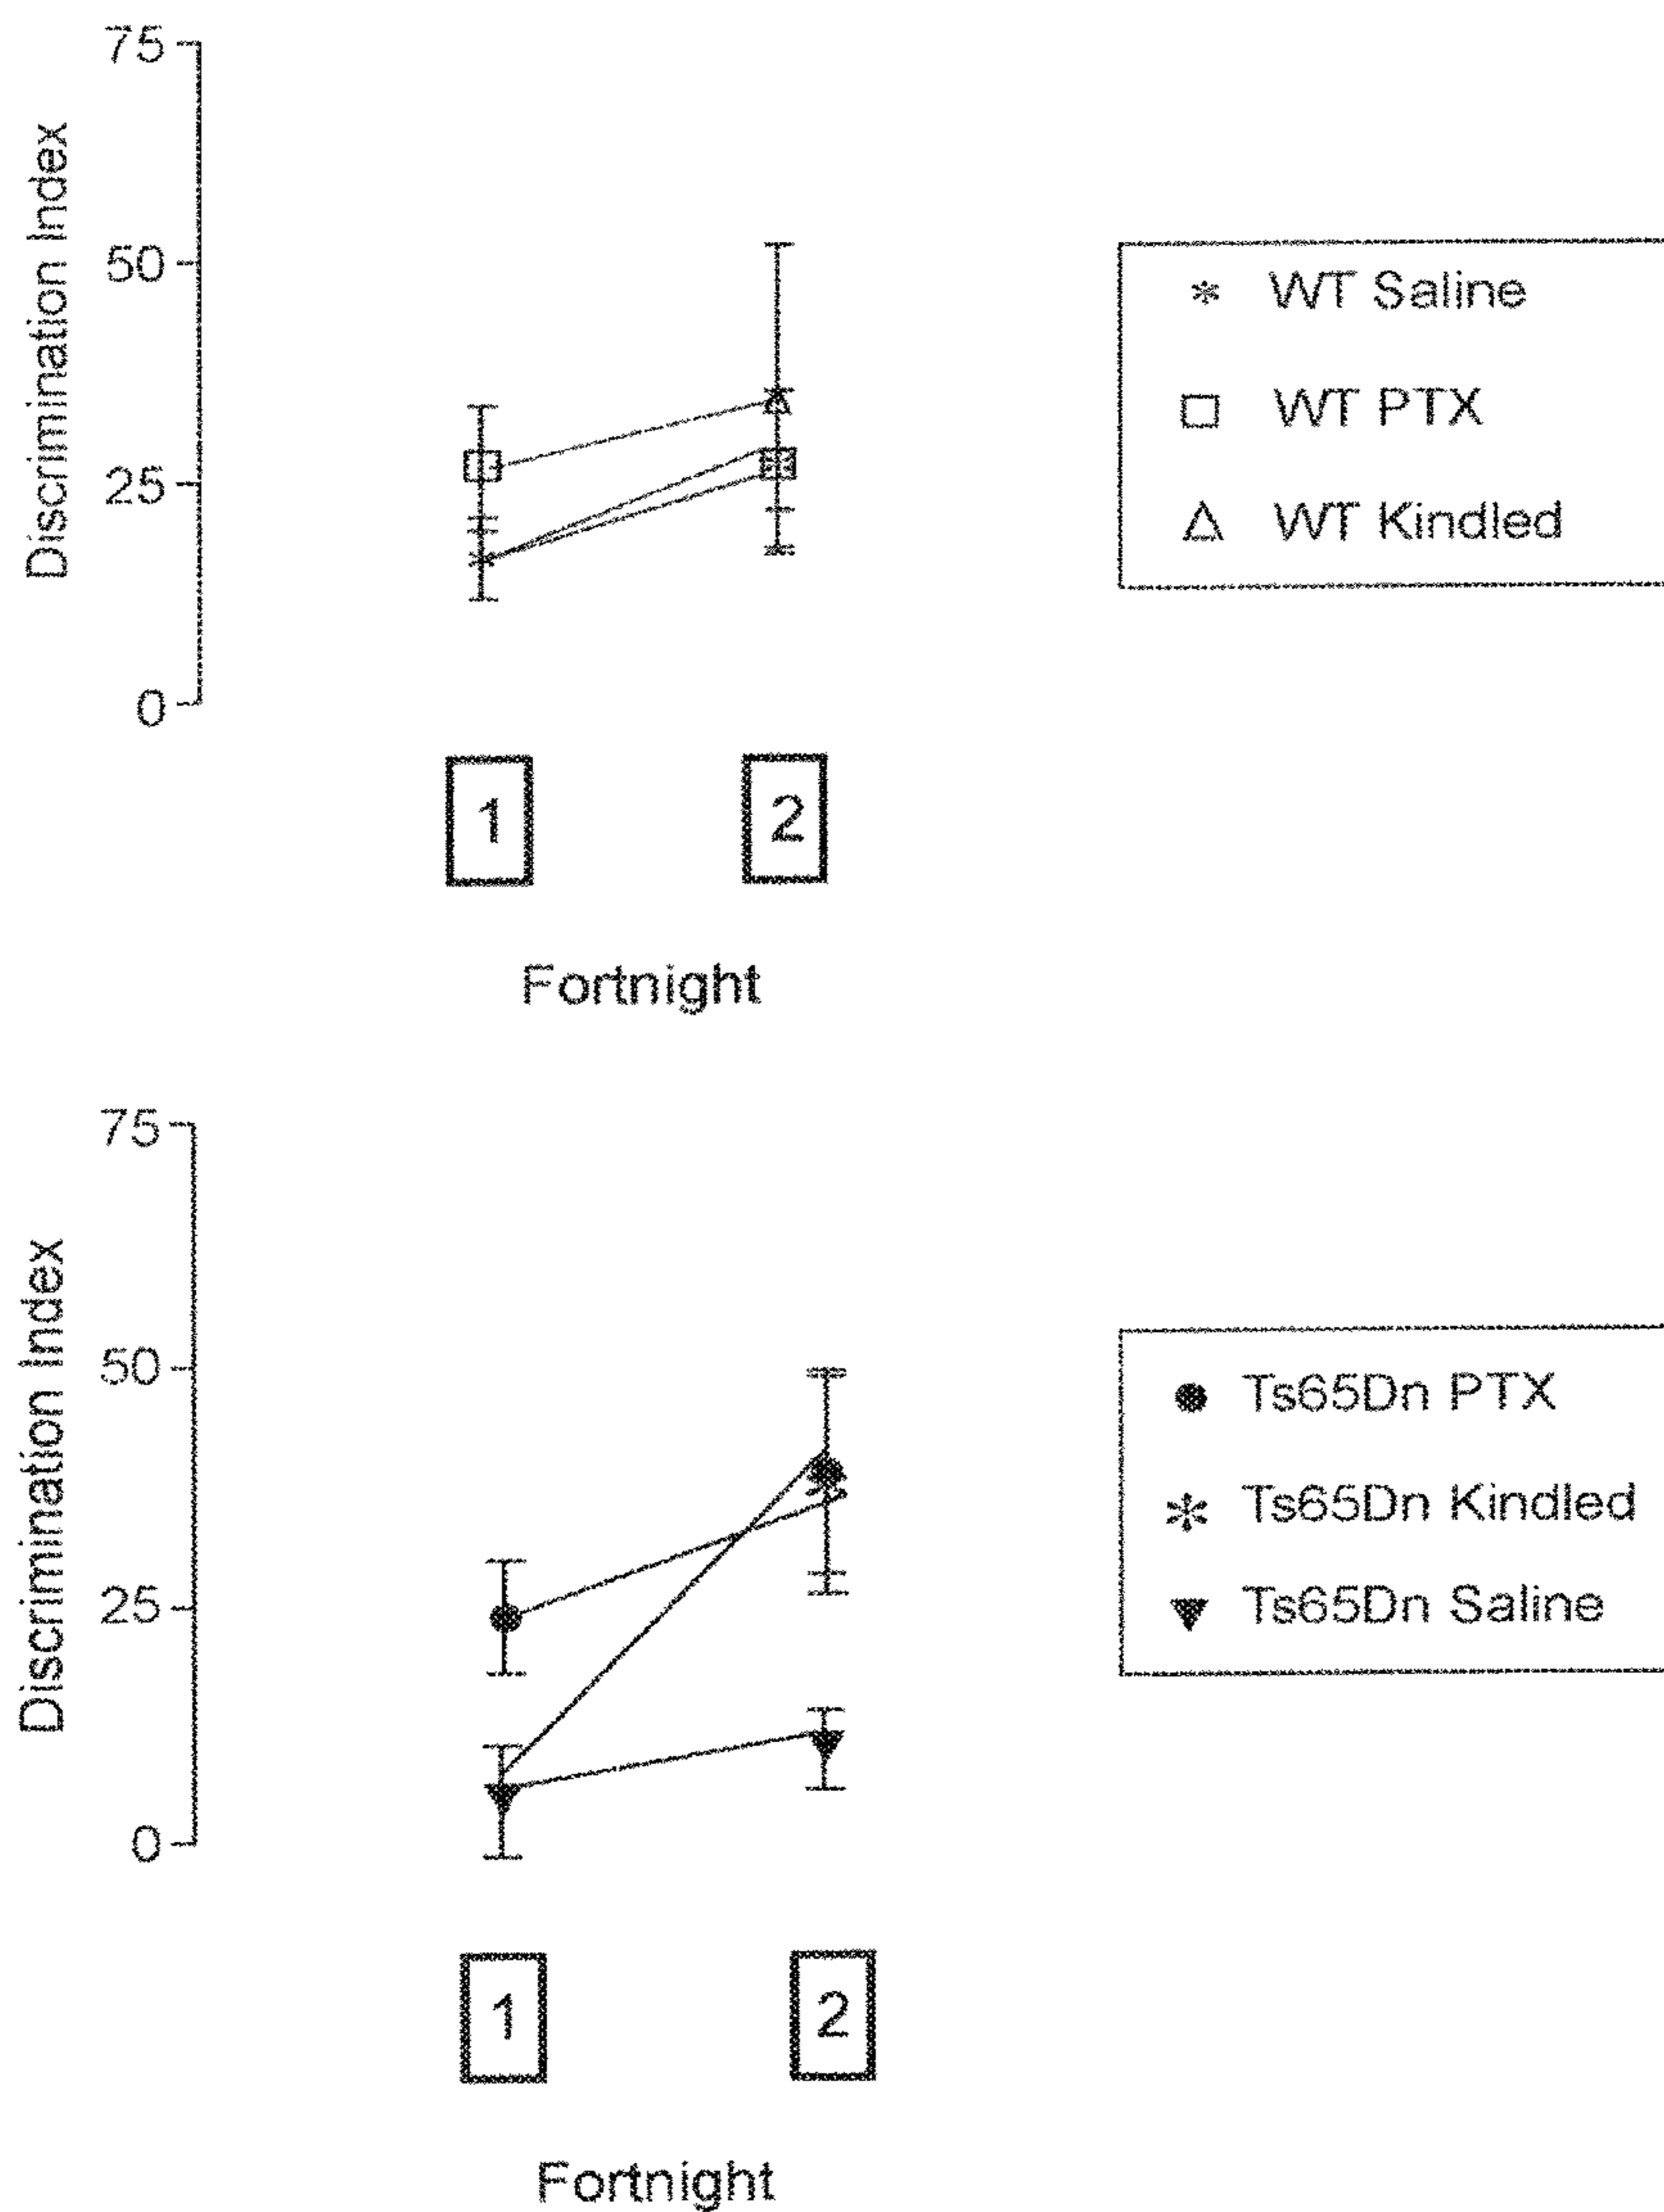 75
50
25
0
Discrimination Index
* WT Saline
□ WT PTX
△ WT Kindled
1
2
Fortnight
75
50
25
0
Discrimination Index
● Ts65Dn PTX
* Ts65Dn Kindled
▼ Ts65Dn Saline
1
2
Fortnight